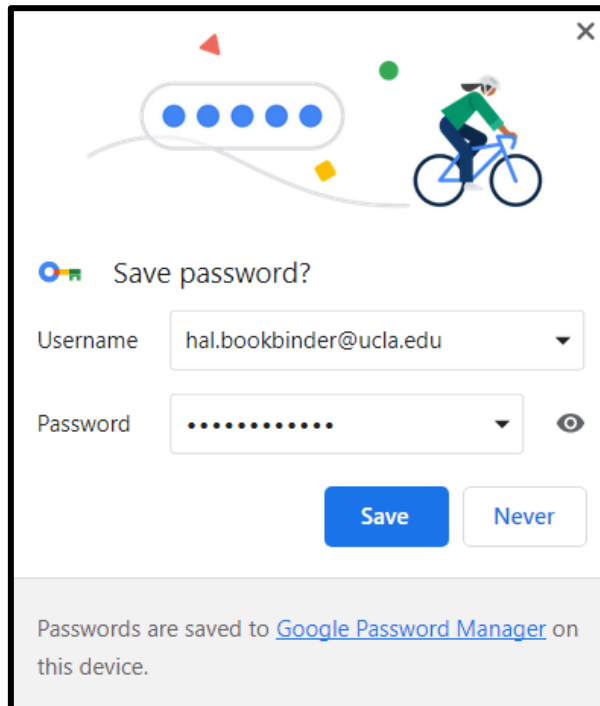 Save password?
Username hal.bookbinder@ucla.edu
Password ••••••••••••
Save Never
Passwords are saved to Google Password Manager on
this device.